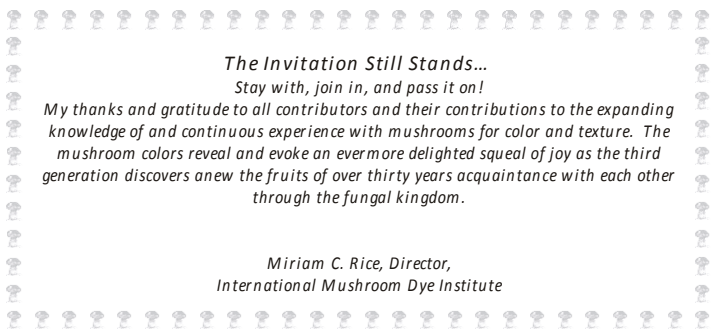 The Invitation Still Stands…
Stay with, join in, and pass it on!
My thanks and gratitude to all contributors and their contributions to the expanding
knowledge of and continuous experience with mushrooms for color and texture. The
mushroom colors reveal and evoke an evermore delighted squeal of joy as the third
generation discovers anew the fruits of over thirty years acquaintance with each other
through the fungal kingdom.
Miriam C. Rice, Director,
International Mushroom Dye Institute